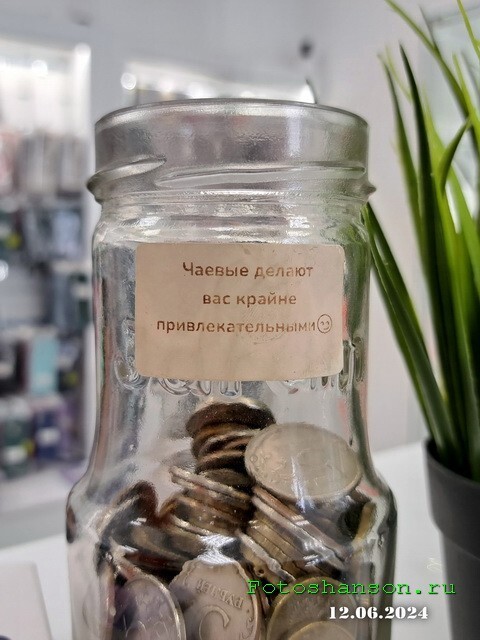 Чаевые делают
вас крайне
привлекательными😊
Fotoshanson.ru
12.06.2024